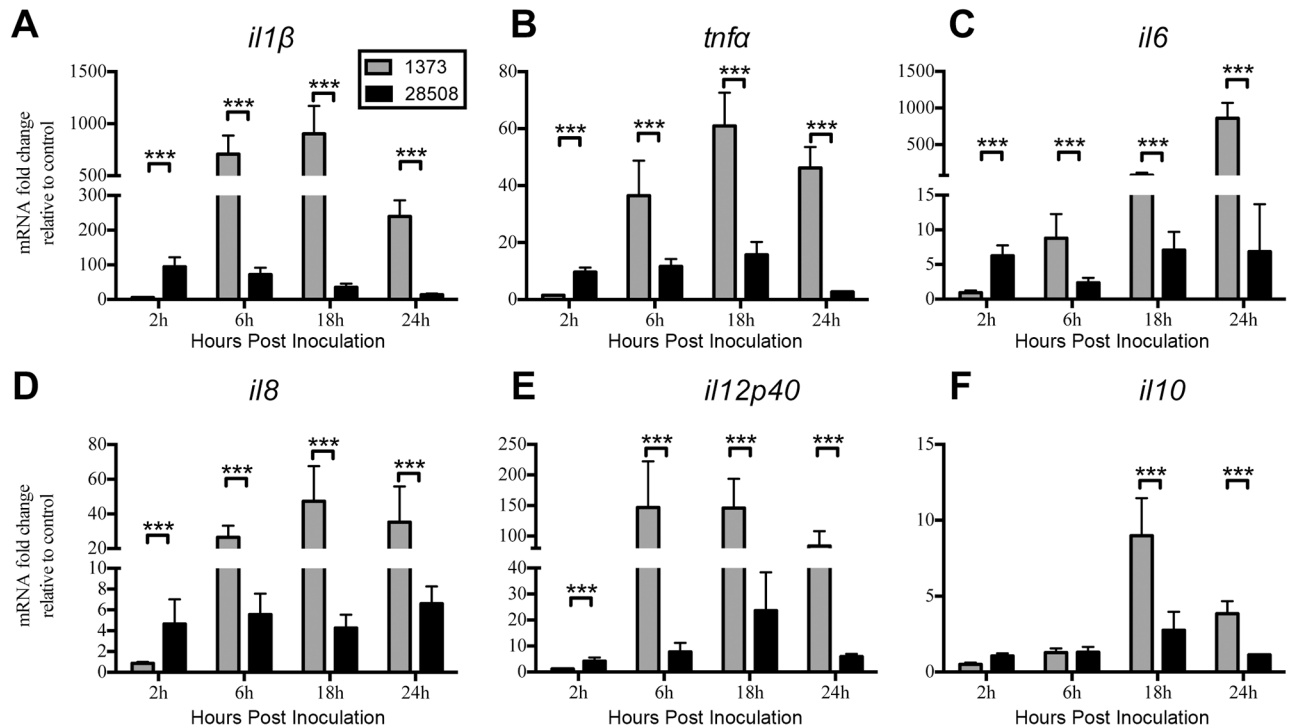 A
il1β
1373
28508
mRNA fold change
relative to control
1500
1000
500
300
200
100
0
***
***
***
***
2h
6h
18h
24h
Hours Post Inoculation
B
tnfα
80
60
40
20
0
***
***
***
***
2h
6h
18h
24h
Hours Post Inoculation
C
il6
1500
1000
500
15
10
5
0
***
***
***
***
2h
6h
18h
24h
Hours Post Inoculation
D
il8
mRNA fold change
relative to control
80
60
40
20
10
8
6
4
2
0
***
***
***
***
2h
6h
18h
24h
Hours Post Inoculation
E
il12p40
250
200
150
100
40
30
20
10
0
***
***
***
***
2h
6h
18h
24h
Hours Post Inoculation
F
il10
15
10
5
0
***
***
2h
6h
18h
24h
Hours Post Inoculation